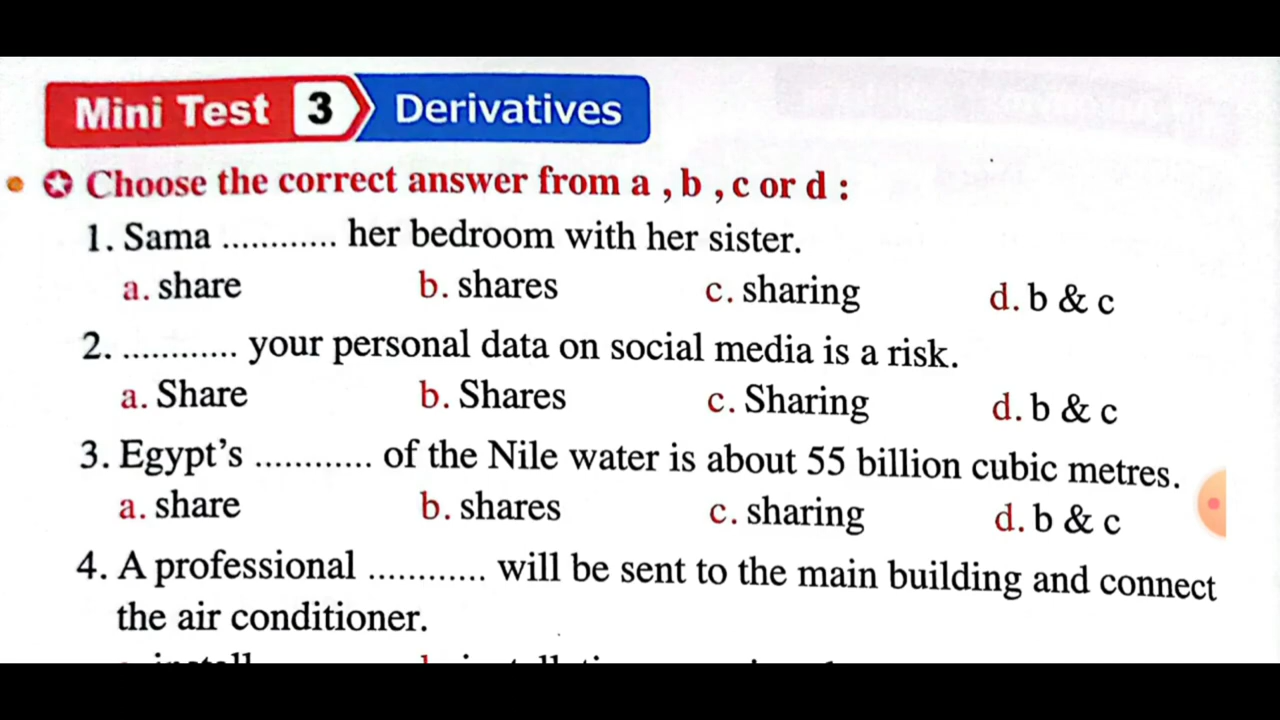 Mini Test 3 Derivatives
Choose the correct answer from a , b , c or d :
1. Sama ............ her bedroom with her sister.
a. share b. shares c. sharing d. b & c
2. ............ your personal data on social media is a risk.
a. Share b. Shares c. Sharing d. b & c
3. Egypt's ............ of the Nile water is about 55 billion cubic metres.
a. share b. shares c. sharing d. b & c
4. A professional ............ will be sent to the main building and connect
the air conditioner.